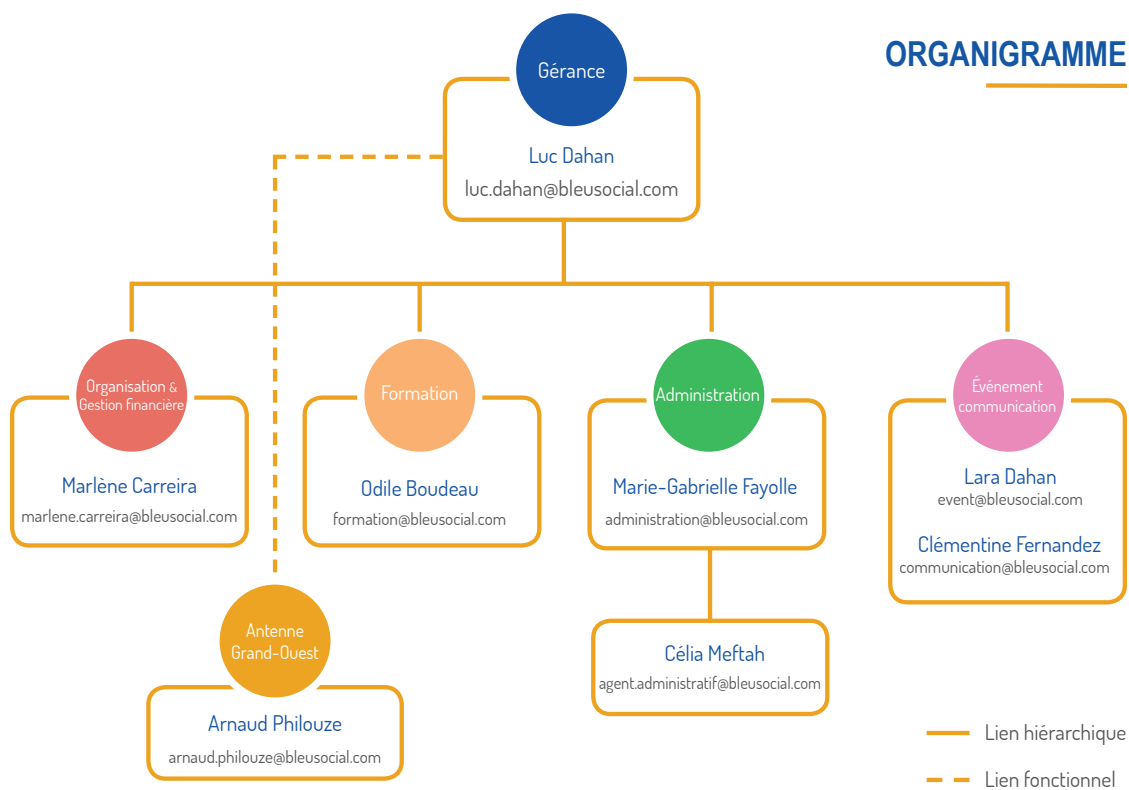 ORGANIGRAMME
Gérance
Luc Dahan
luc.dahan@bleusocial.com
Organisation &
Gestion financière
Marlène Carreira
marlene.carreira@bleusocial.com
Formation
Odile Boudeau
formation@bleusocial.com
Administration
Marie-Gabrielle Fayolle
administration@bleusocial.com
Événement
communication
Lara Dahan
event@bleusocial.com
Clémentine Fernandez
communication@bleusocial.com
Antenne
Grand-Ouest
Arnaud Philouze
arnaud.philouze@bleusocial.com
Célia Meftah
agent.administratif@bleusocial.com
Lien hiérarchique
Lien fonctionnel